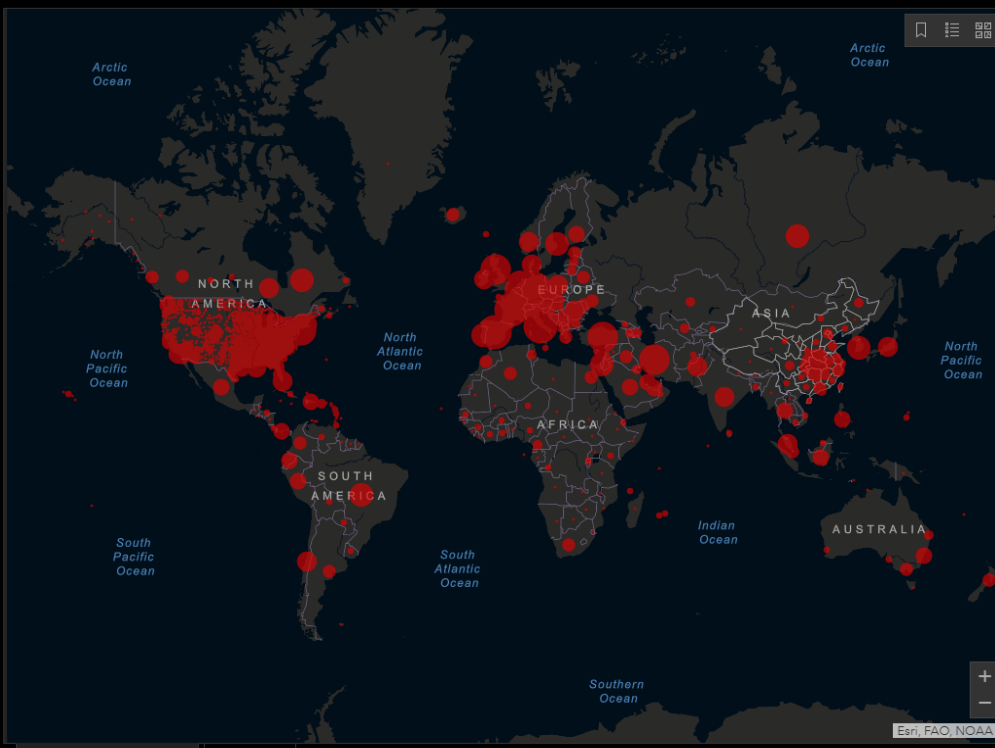 Arctic
Ocean
Arctic
Ocean
NORTH
AMERICA
EUROPE
ASIA
North
Pacific
Ocean
North
Atlantic
Ocean
North
Pacific
Ocean
AFRICA
SOUTH
AMERICA
Indian
Ocean
AUSTRALIA
South
Pacific
Ocean
South
Atlantic
Ocean
Southern
Ocean
+
−
Esri, FAO, NOAA